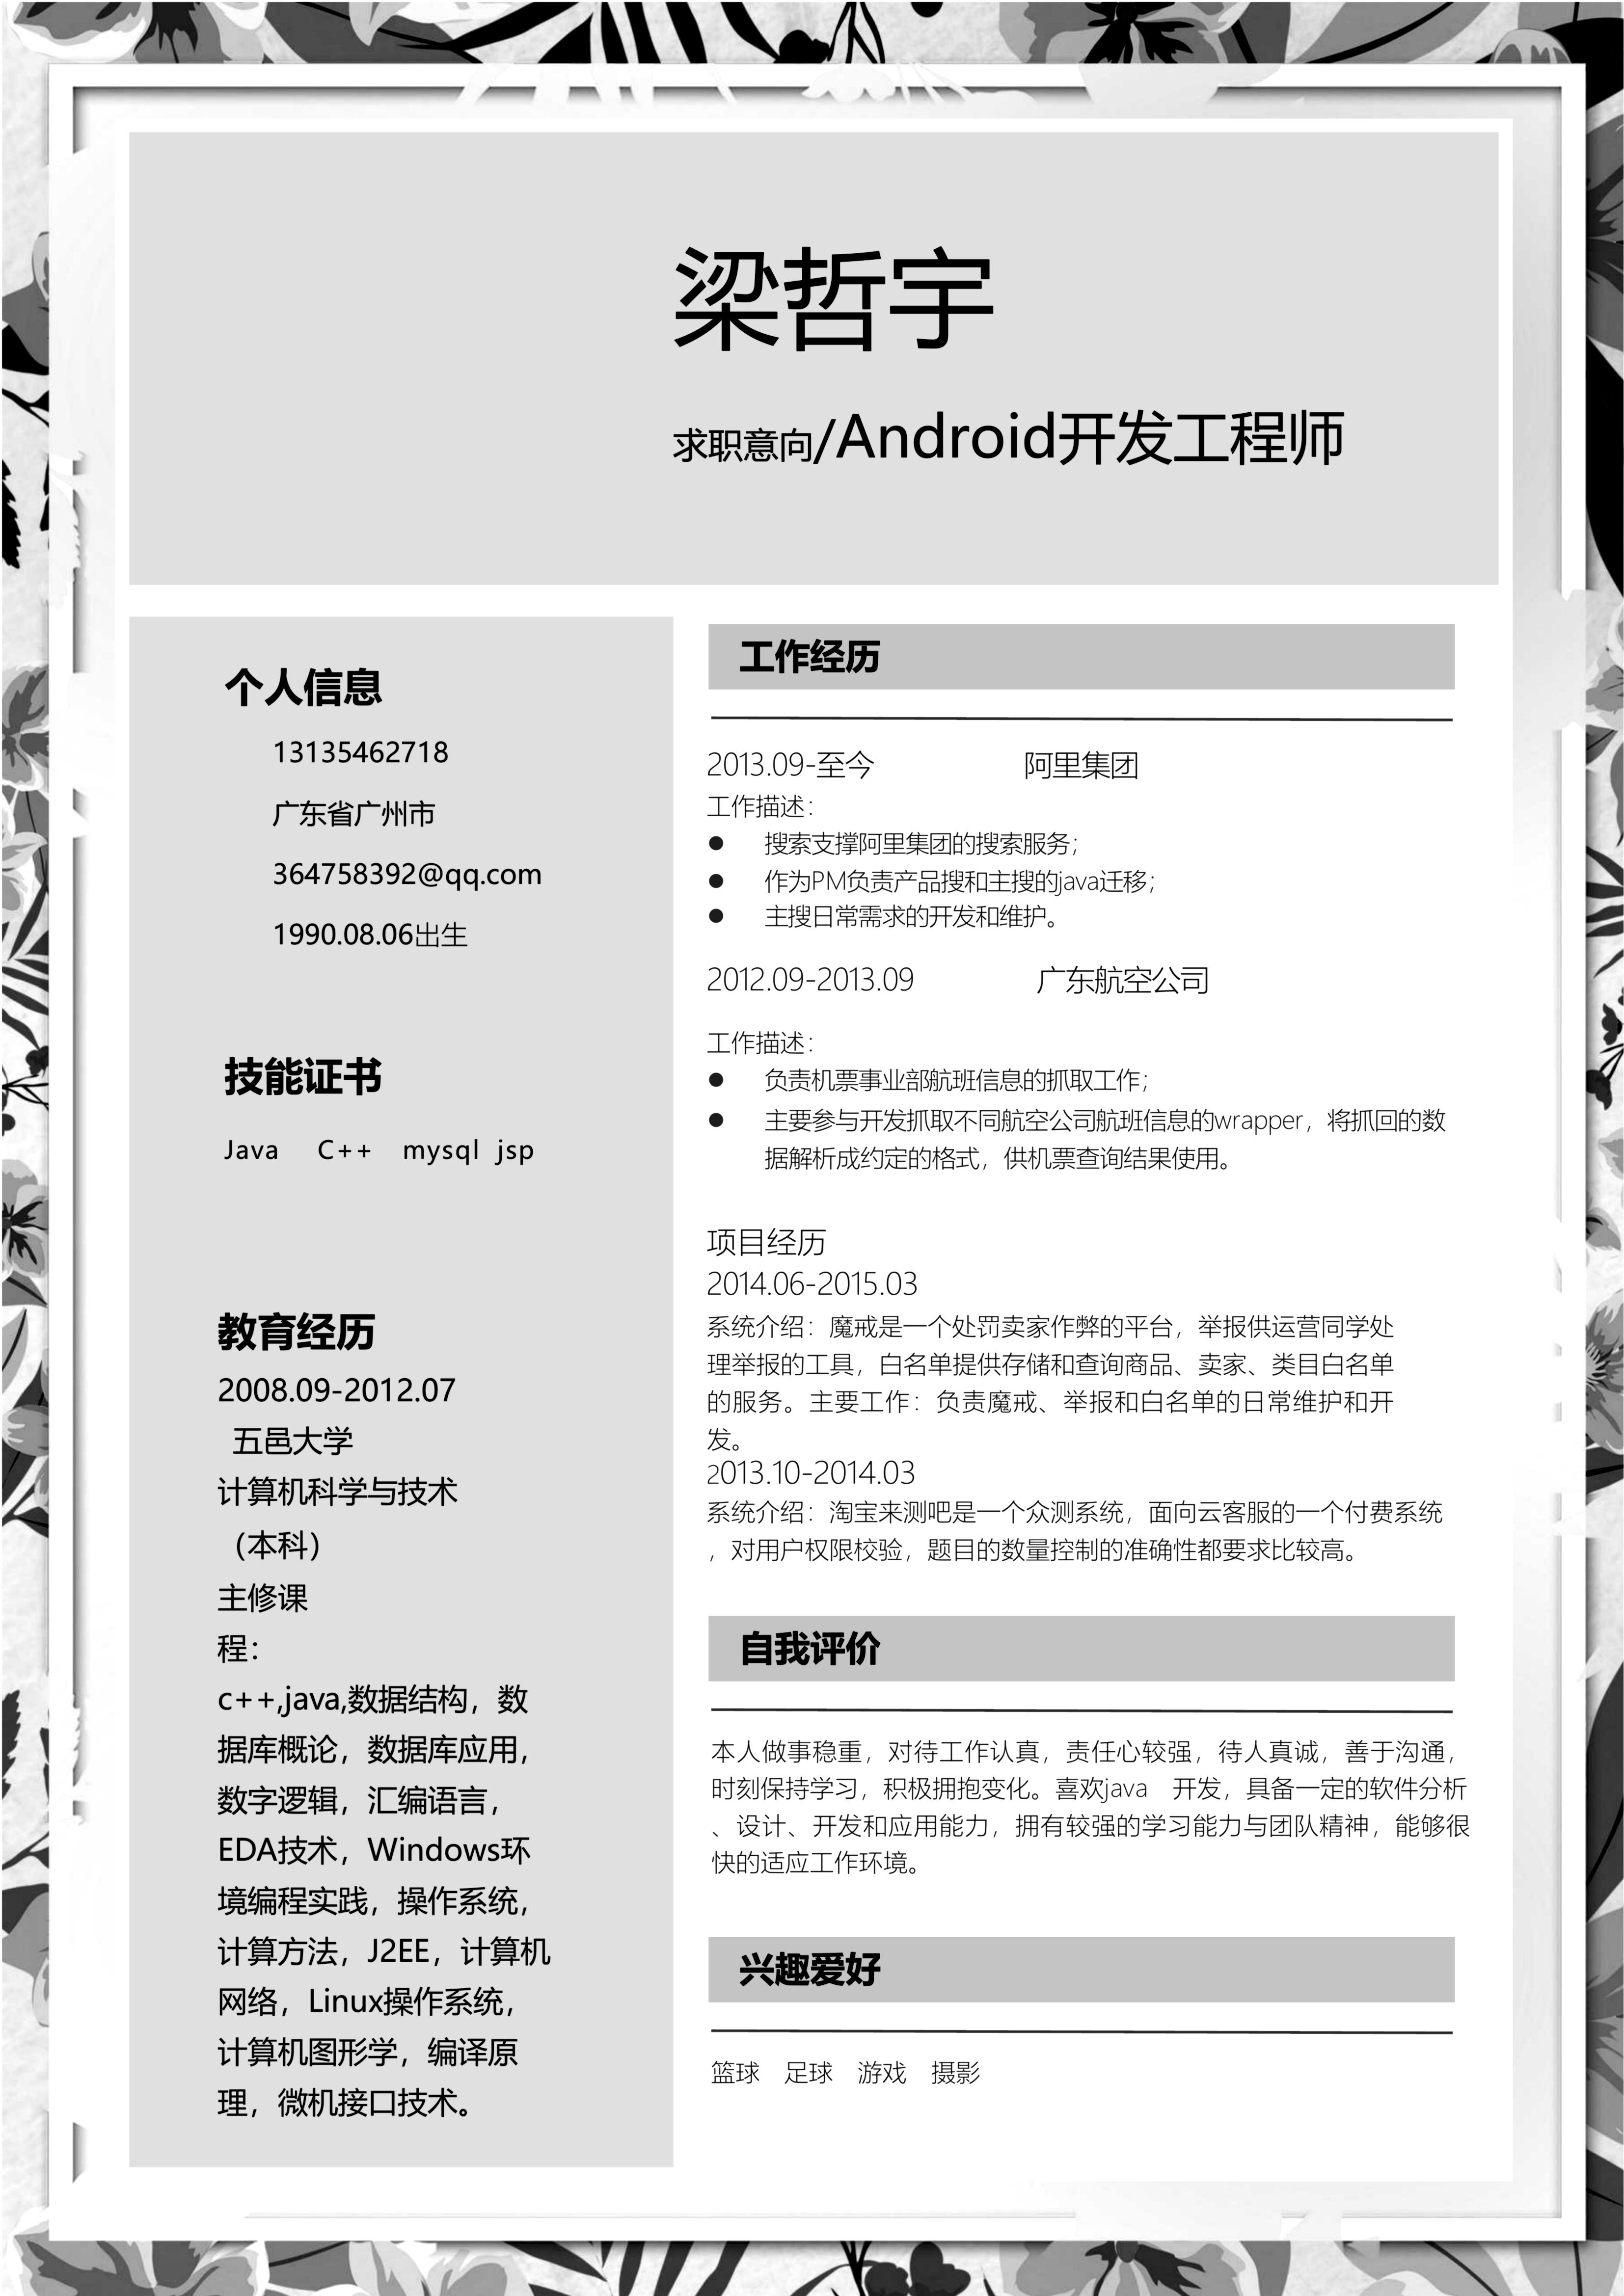 梁哲宇
求职意向/Android开发工程师
个人信息
13135462718
广东省广州市
364758392@qq.com
1990.08.06出生
技能证书
Java C++ mysql jsp
教育经历
2008.09-2012.07
五邑大学
计算机科学与技术
（本科）
主修课
程：
c++,java,数据结构，数
据库概论，数据库应用，
数字逻辑，汇编语言，
EDA技术，Windows环
境编程实践，操作系统，
计算方法，J2EE，计算机
网络，Linux操作系统，
计算机图形学，编译原
理，微机接口技术。
工作经历
2013.09-至今 阿里集团
工作描述：
● 搜索支撑阿里集团的搜索服务；
● 作为PM负责产品搜和主搜的java迁移；
● 主搜日常需求的开发和维护。
2012.09-2013.09 广东航空公司
工作描述：
● 负责机票事业部航班信息的抓取工作；
● 主要参与开发抓取不同航空公司航班信息的wrapper，将抓回的数
据解析成约定的格式，供机票查询结果使用。
项目经历
2014.06-2015.03
系统介绍：魔戒是一个处罚卖家作弊的平台，举报供运营同学处
理举报的工具，白名单提供存储和查询商品、卖家、类目白名单
的服务。主要工作：负责魔戒、举报和白名单的日常维护和开
发。
2013.10-2014.03
系统介绍：淘宝来测吧是一个众测系统，面向云客服的一个付费系统
，对用户权限校验，题目的数量控制的准确性都要求比较高。
自我评价
本人做事稳重，对待工作认真，责任心较强，待人真诚，善于沟通，
时刻保持学习，积极拥抱变化。喜欢java 开发，具备一定的软件分析
、设计、开发和应用能力，拥有较强的学习能力与团队精神，能够很
快的适应工作环境。
兴趣爱好
篮球 足球 游戏 摄影